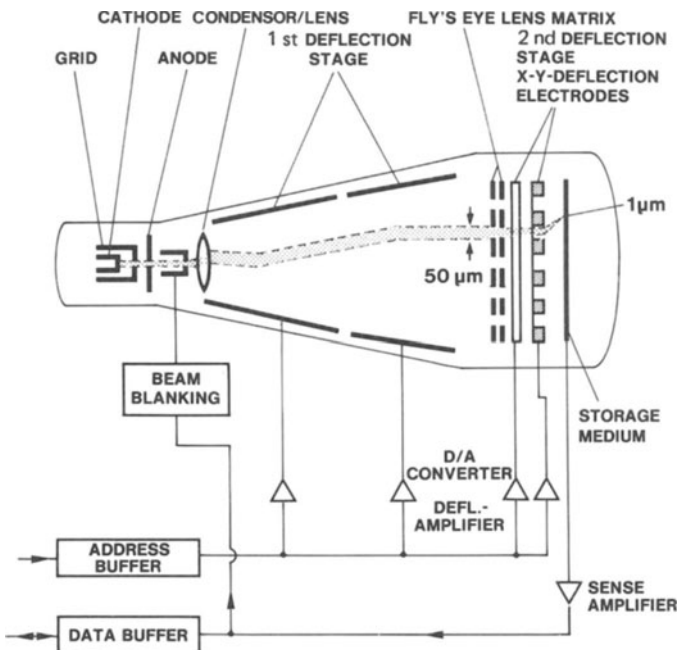 CATHODE CONDENSOR/LENS
1 st DEFLECTION
STAGE
GRID
ANODE
FLY'S EYE LENS MATRIX
2 nd DEFLECTION
STAGE
X-Y-DEFLECTION
ELECTRODES
1µm
50 µm
BEAM
BLANKING
STORAGE
MEDIUM
D/A
CONVERTER
DEFL.-
AMPLIFIER
ADDRESS
BUFFER
SENSE
AMPLIFIER
DATA BUFFER